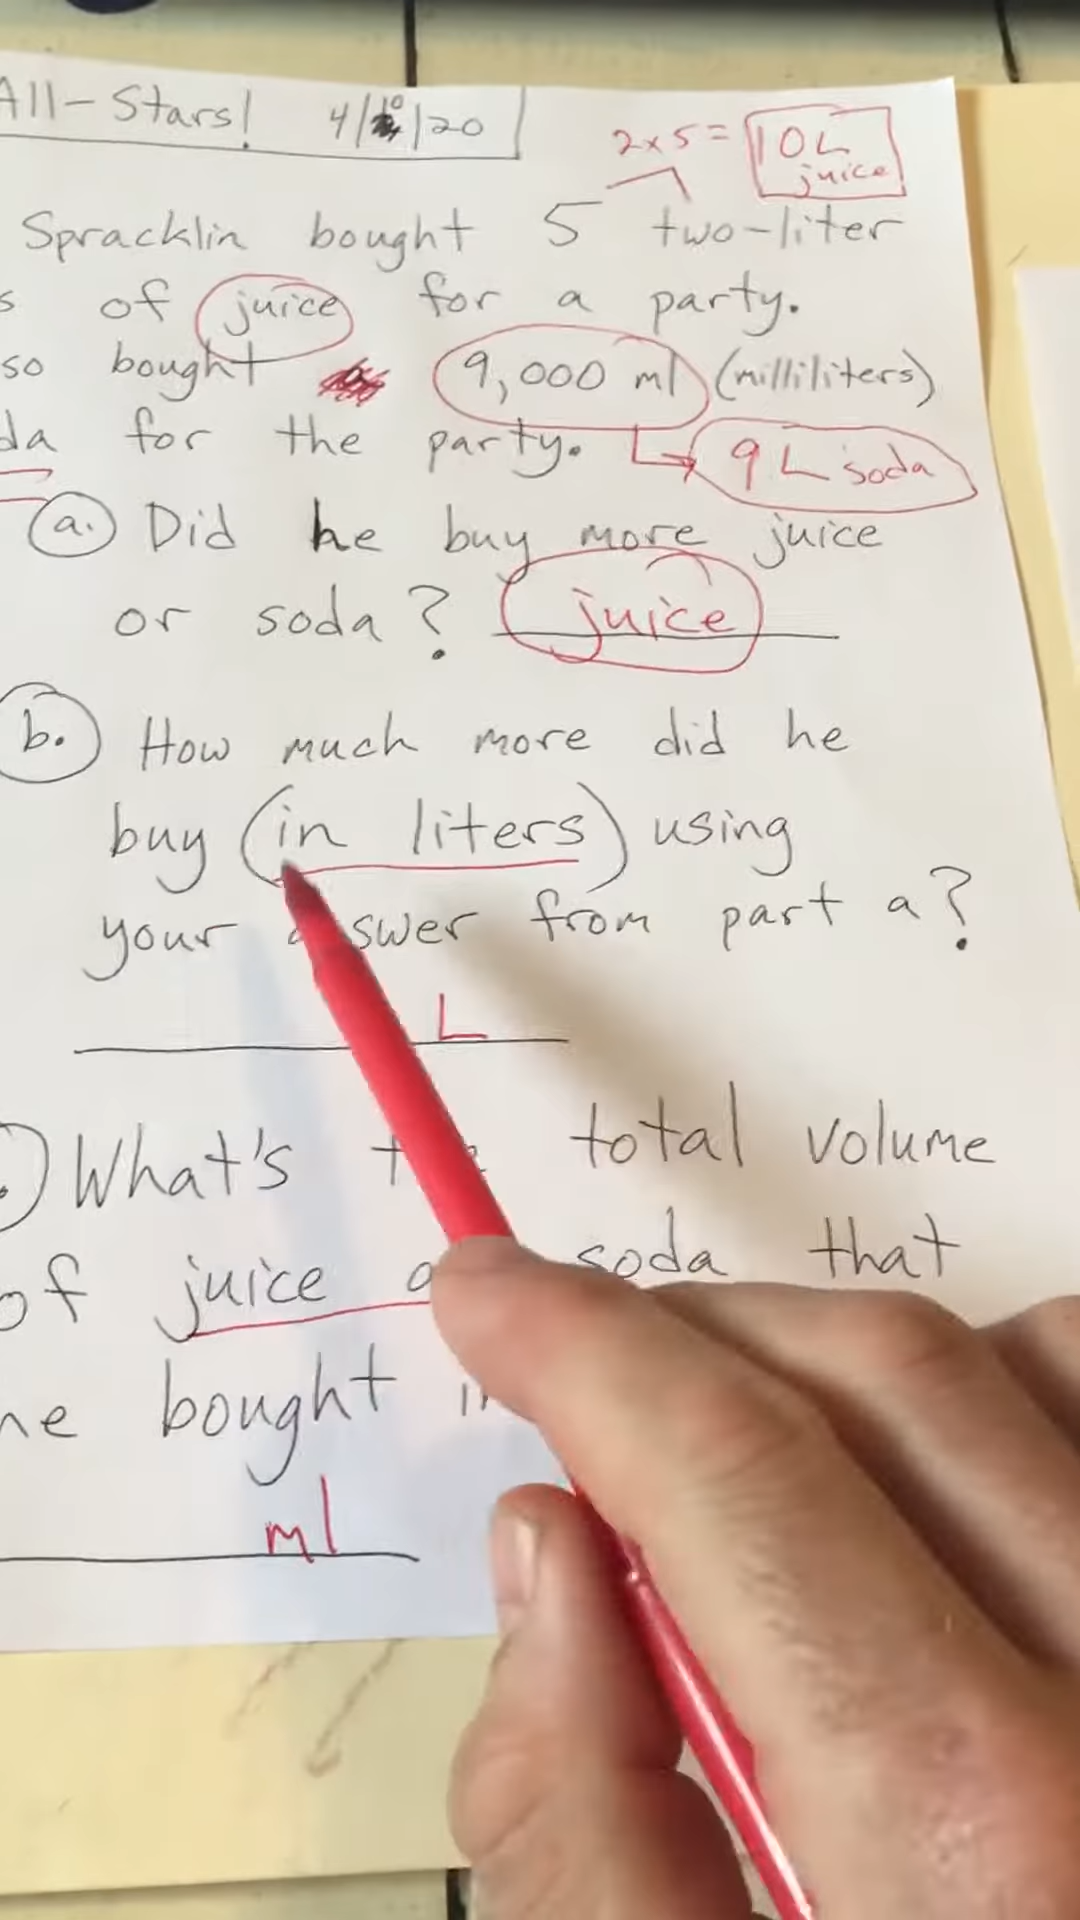 All-Stars! 4/10/20
2x5= 10L
juice
Spracklin bought 5 two-liter
s of juice for a party.
so bought 9,000 ml (milliliters)
da for the party. 9 L soda
a. Did he buy more juice
or soda? juice
b. How much more did he
buy (in liters) using
your answer from part a?
L
What's total volume
of juice soda that
he bought
ml